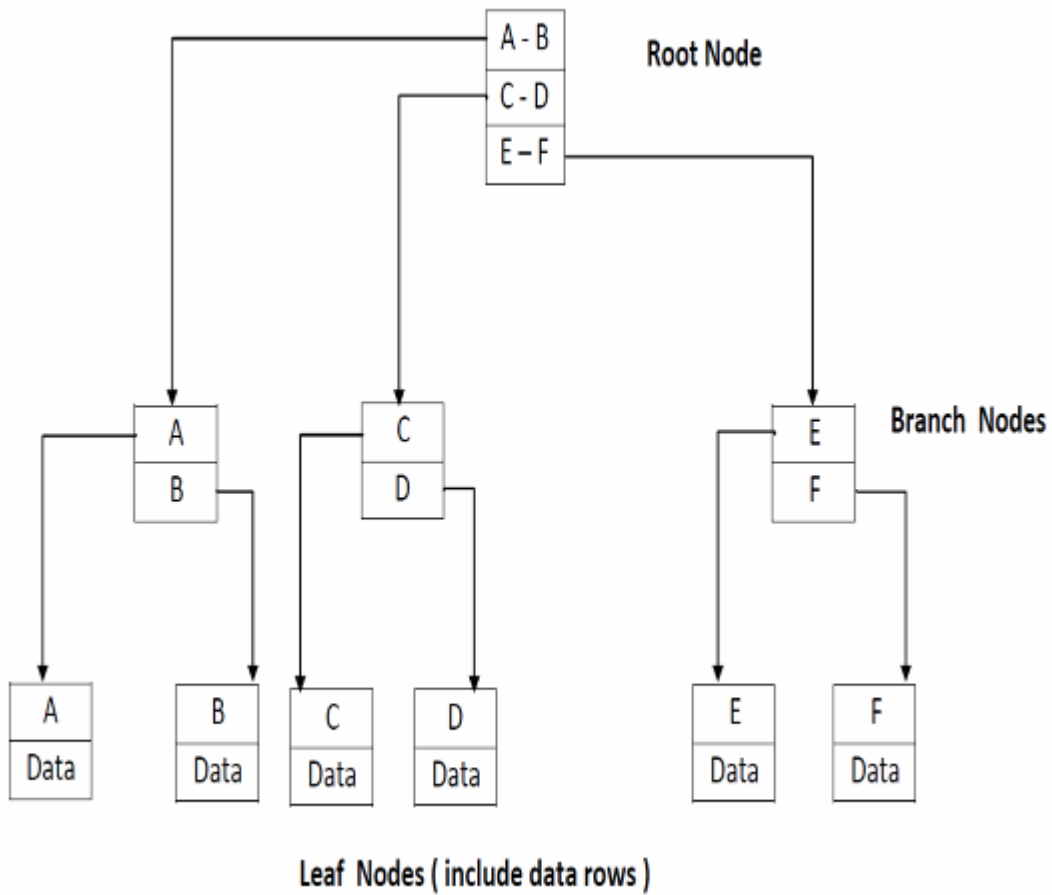 A - B
Root Node
C - D
E – F
A
B
C
D
E
F
Branch Nodes
A
Data
B
Data
C
Data
D
Data
E
Data
F
Data
Leaf Nodes ( include data rows )